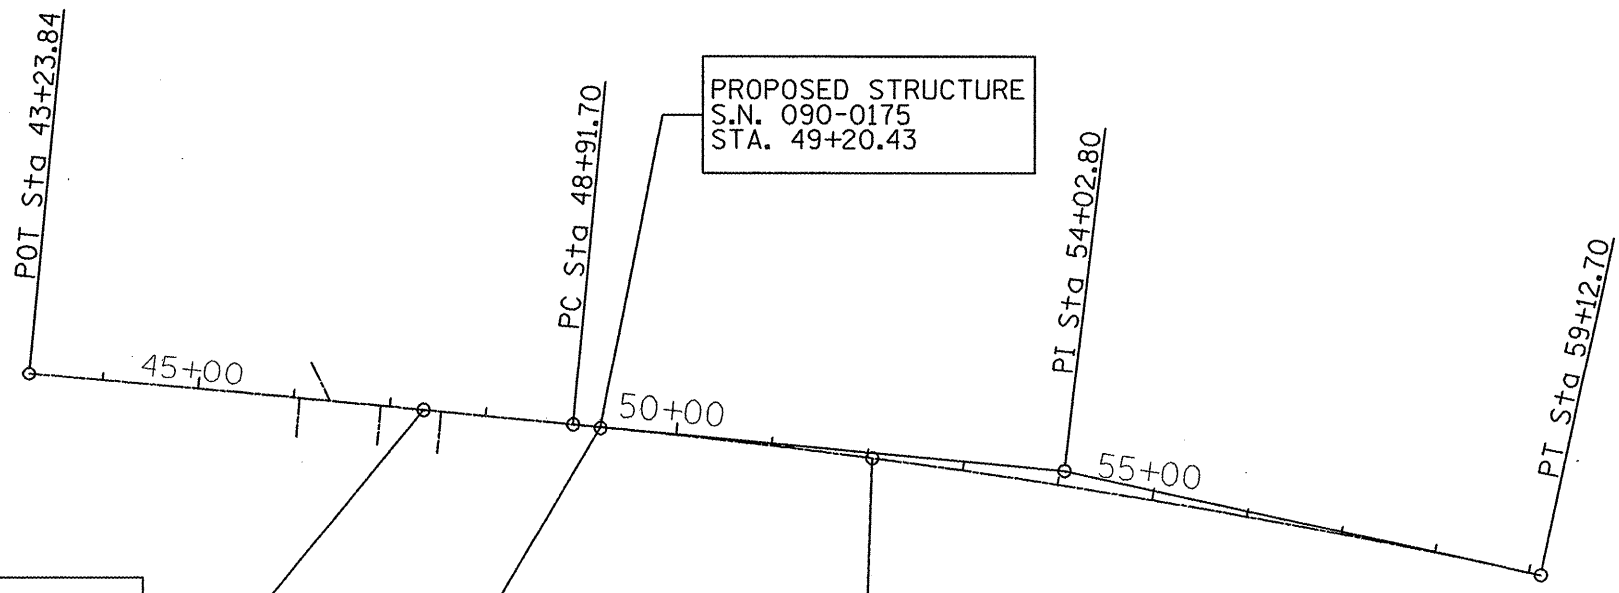 POT Sta 43+23.84
45+00
PC Sta 48+91.70
PROPOSED STRUCTURE
S.N. 090-0175
STA. 49+20.43
50+00
PI Sta 54+02.80
55+00
PT Sta 59+12.70